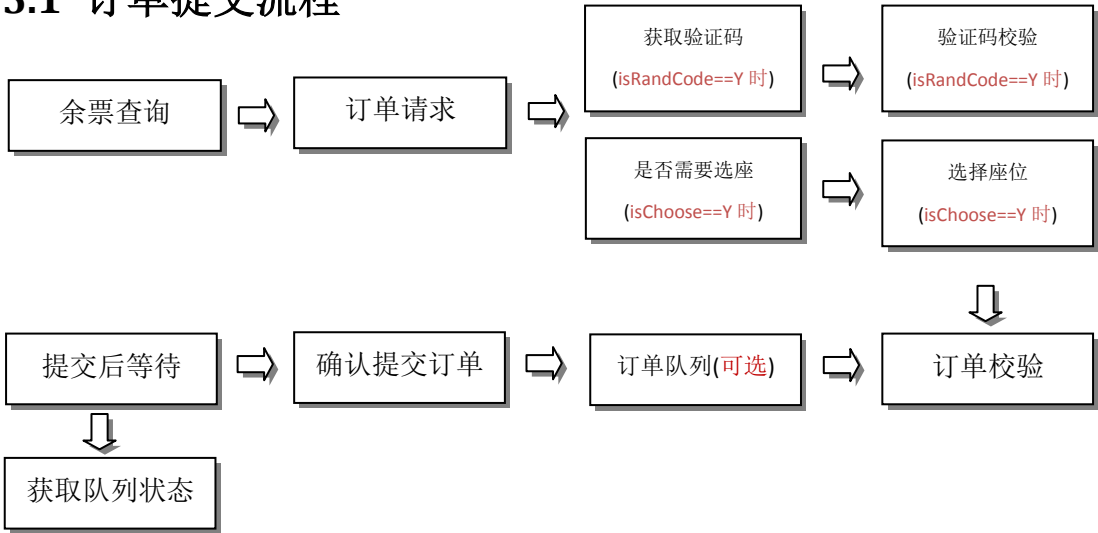 3.1 订单提交流程
获取验证码
(isRandCode==Y 时)
验证码校验
(isRandCode==Y 时)
余票查询
订单请求
是否需要选座
(isChoose==Y 时)
选择座位
(isChoose==Y 时)
提交后等待
确认提交订单
订单队列(可选)
订单校验
获取队列状态